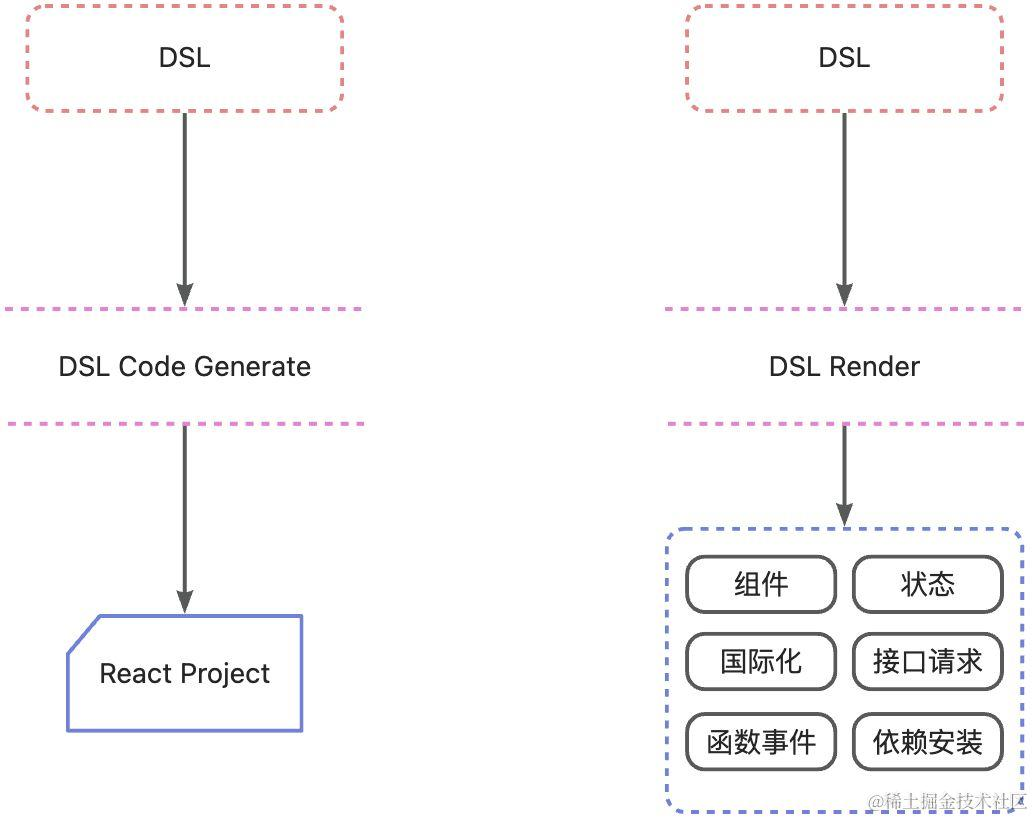 DSL
DSL Code Generate
React Project
DSL
DSL Render
组件
状态
国际化
接口请求
函数事件
依赖安装
@稀土掘金技术社区